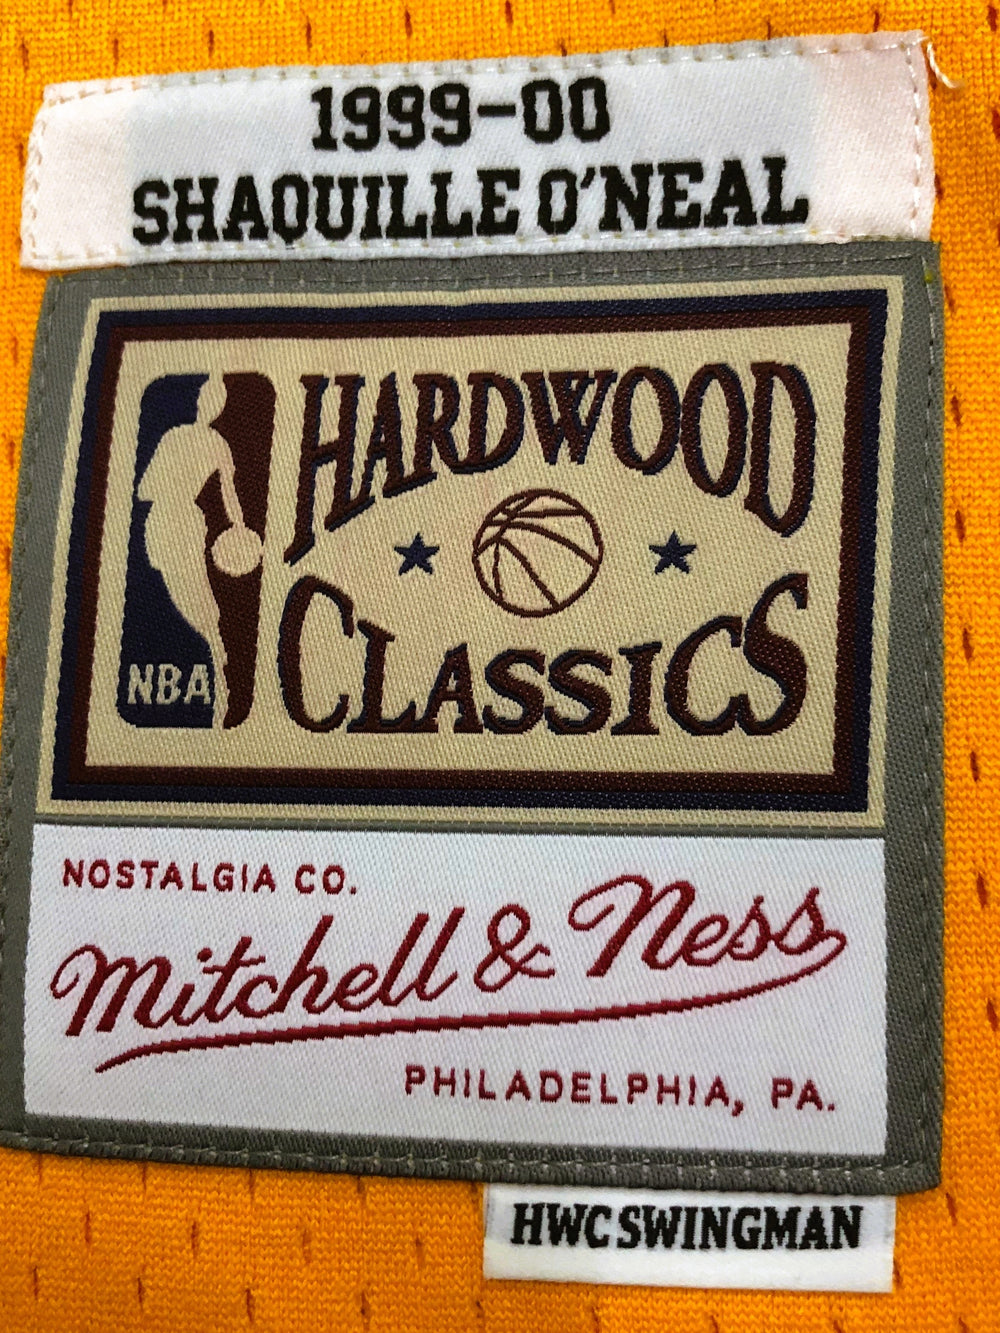 1999-00
SHAQUILLE O'NEAL
HARDWOOD
CLASSICS
NBA
NOSTALGIA CO.
Mitchell & Ness
PHILADELPHIA, PA.
HWC SWINGMAN